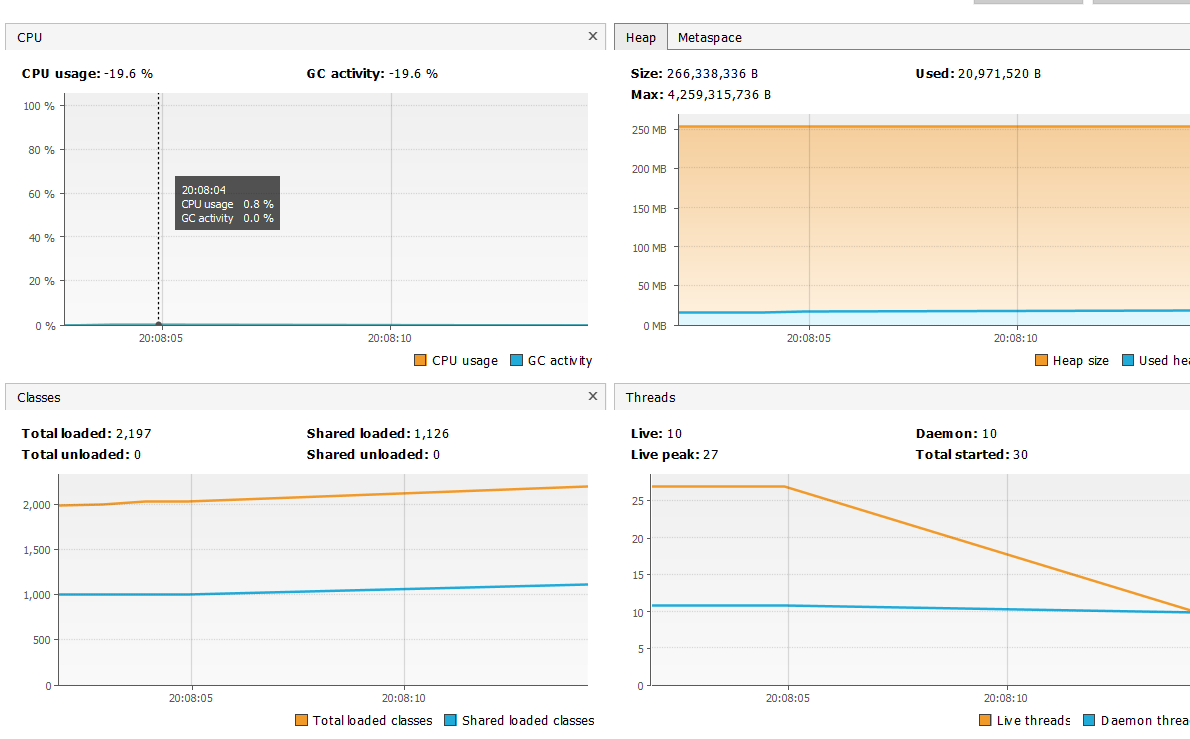 CPU
CPU usage: -19.6 %
GC activity: -19.6 %
100 %
80 %
60 %
40 %
20 %
0 %
20:08:04
CPU usage 0.8 %
GC activity 0.0 %
20:08:05
20:08:10
CPU usage
GC activity
Heap
Metaspace
Size: 266,338,336 B
Used: 20,971,520 B
Max: 4,259,315,736 B
250 MB
200 MB
150 MB
100 MB
50 MB
0 MB
20:08:05
20:08:10
Heap size
Used hea
Classes
Total loaded: 2,197
Shared loaded: 1,126
Total unloaded: 0
Shared unloaded: 0
2,000
1,500
1,000
500
0
20:08:05
20:08:10
Total loaded classes
Shared loaded classes
Threads
Live: 10
Daemon: 10
Live peak: 27
Total started: 30
25
20
15
10
5
0
20:08:05
20:08:10
Live threads
Daemon threa